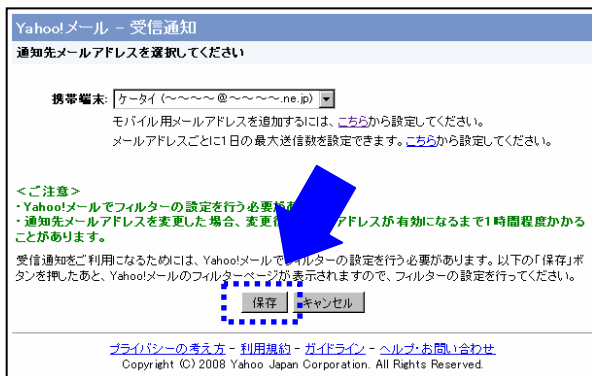 Yahoo!メール - 受信通知
通知先メールアドレスを選択してください
携帯端末: ケータイ (～～～～@～～～～.ne.jp)
モバイル用メールアドレスを追加するには、こちらから設定してください。
メールアドレスごとに1日の最大送信数を設定できます。こちらから設定してください。
<ご注意>
・Yahoo!メールでフィルターの設定を行う必要が
・通知先メールアドレスを変更した場合、変更 アドレスが有効になるまで1時間程度かかる
ことがあります。
受信通知をご利用になるためには、Yahoo!メールで ルターの設定を行う必要があります。以下の「保存」ボ
タンを押したあと、Yahoo!メールのフィルターページが表示されますので、フィルターの設定を行ってください。
保存 キャンセル
プライバシーの考え方 - 利用規約 - ガイドライン - ヘルプ・お問い合わせ
Copyright (C) 2008 Yahoo Japan Corporation. All Rights Reserved.